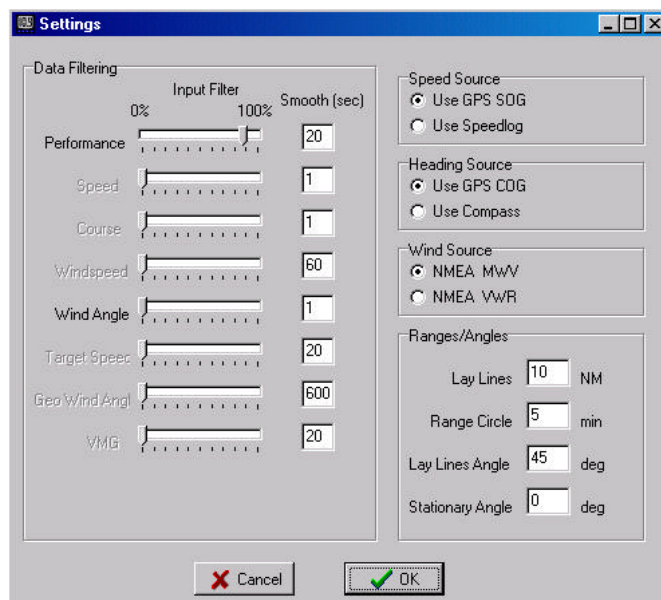 Settings
Data Filtering
Input Filter
0% 100% Smooth (sec)
Performance 20
Speed 1
Course 1
Windspeed 60
Wind Angle 1
Target Speec 20
Geo Wind Angl 600
VMG 20
Speed Source
Use GPS SOG
Use Speedlog
Heading Source
Use GPS COG
Use Compass
Wind Source
NMEA MWV
NMEA VWR
Ranges/Angles
Lay Lines 10 NM
Range Circle 5 min
Lay Lines Angle 45 deg
Stationary Angle 0 deg
Cancel OK